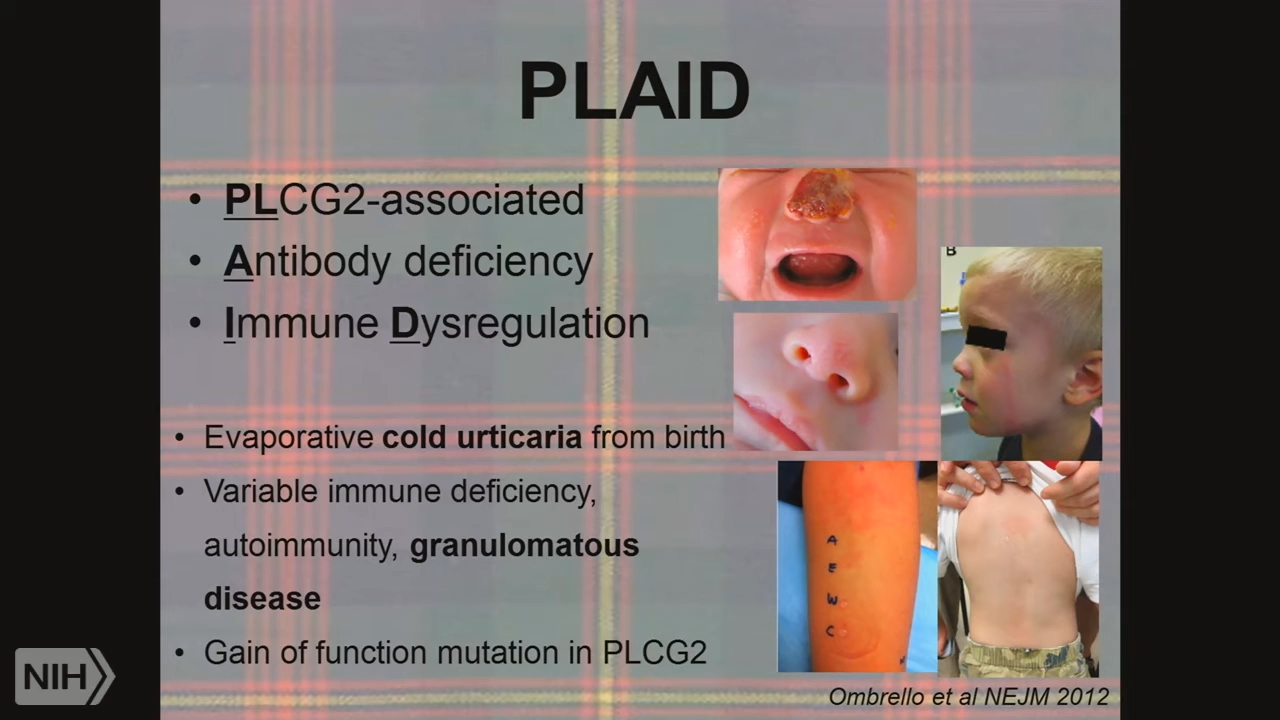 PLAID
• PLCG2-associated
• Antibody deficiency
• Immune Dysregulation
• Evaporative cold urticaria from birth
• Variable immune deficiency,
autoimmunity, granulomatous
disease
• Gain of function mutation in PLCG2
B
A
E
W
C
Ombrello et al NEJM 2012
NIH